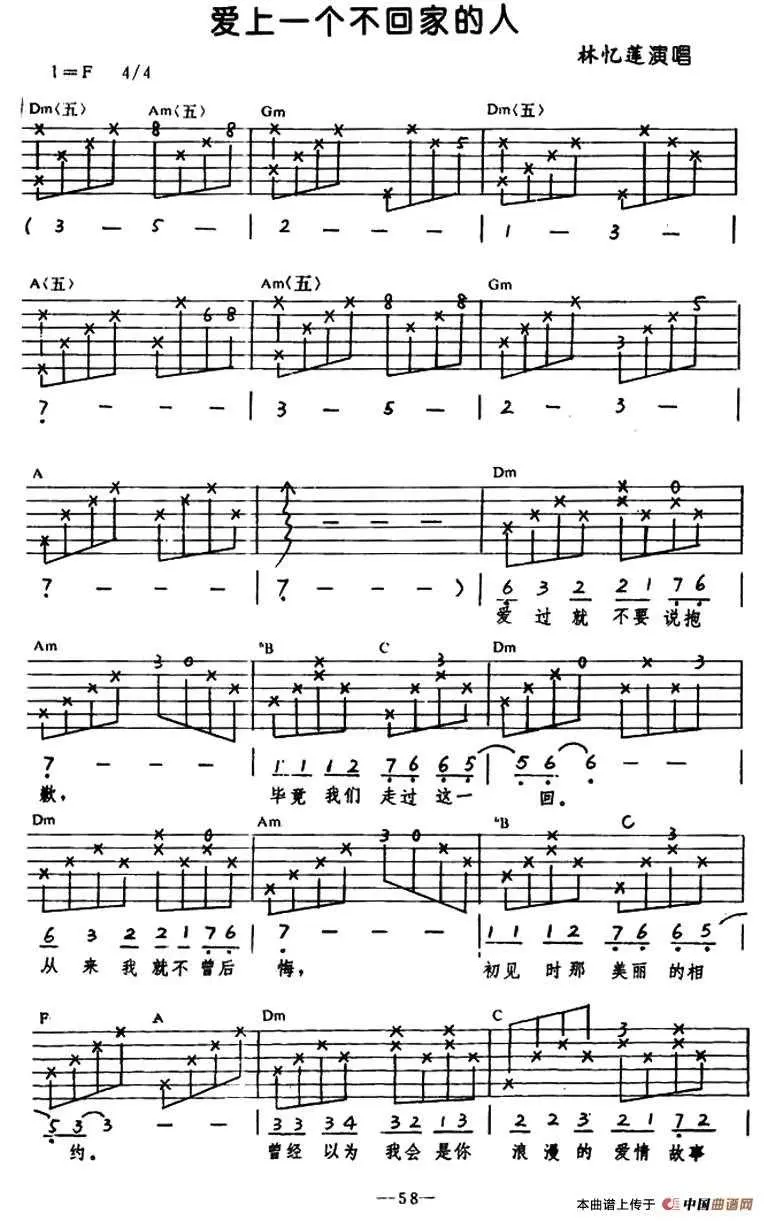 爱上一个不回家的人
林忆莲演唱
1=F 4/4
Dm(五) Am(五) Gm Dm(五)
( 3 - 5 - | 2 - - - | 1 - 3 - |
A(五) Am(五) Gm
7 - - - | 3 - 5 - | 2 - 3 - |
A Dm
7 - - - | 7 - - - ) | 6 3 2 2 1 7 6
爱过就不要说抱
Am ♭B C Dm
7 - - - | 1 1 1 2 7 6 6 5 | 5 6 6 - -
歉, 毕竟我们走过这一回。
Dm Am ♭B C
6 3 2 2 1 7 6 | 7 - - - | 1 1 1 2 7 6 6 5
从来我就不曾后悔, 初见时那美丽的相
F A Dm C
5 3 3 - - | 3 3 3 4 3 2 1 3 | 2 2 3 2 1 7 2
约。 曾经以为我会是你 浪漫的爱情故事
—58—
本曲谱上传于 中国曲谱网